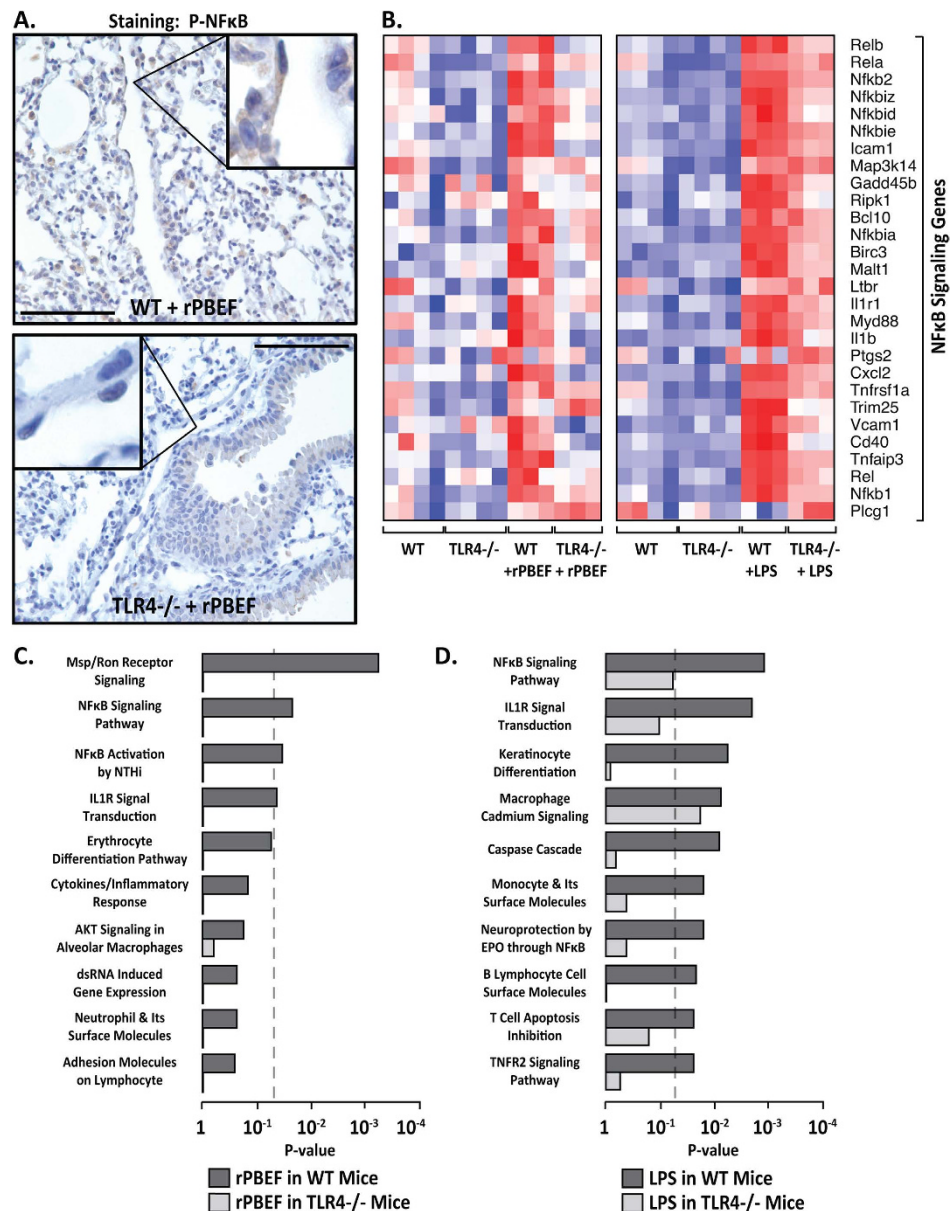 A.
Staining: P-NFκB
WT + rPBEF
TLR4-/- + rPBEF
B.
Relb
Rela
Nfkb2
Nfkbiz
Nfkbid
Nfkbie
Icam1
Map3k14
Gadd45b
Ripk1
Bcl10
Nfkbia
Birc3
Malt1
Ltbr
Il1r1
Myd88
Il1b
Ptgs2
Cxcl2
Tnfrsf1a
Trim25
Vcam1
Cd40
Tnfaip3
Rel
Nfkb1
Plcg1
NFκB Signaling Genes
WT TLR4-/- WT TLR4-/-
+rPBEF + rPBEF
WT TLR4-/- WT TLR4-/-
+LPS + LPS
C.
Msp/Ron Receptor
Signaling
NFκB Signaling
Pathway
NFκB Activation
by NTHi
IL1R Signal
Transduction
Erythrocyte
Differentiation Pathway
Cytokines/Inflammatory
Response
AKT Signaling in
Alveolar Macrophages
dsRNA Induced
Gene Expression
Neutrophil & Its
Surface Molecules
Adhesion Molecules
on Lymphocyte
1 10-1 10-2 10-3 10-4
P-value
rPBEF in WT Mice
rPBEF in TLR4-/- Mice
D.
NFκB Signaling
Pathway
IL1R Signal
Transduction
Keratinocyte
Differentiation
Macrophage
Cadmium Signaling
Caspase Cascade
Monocyte & Its
Surface Molecules
Neuroprotection by
EPO through NFκB
B Lymphocyte Cell
Surface Molecules
T Cell Apoptosis
Inhibition
TNFR2 Signaling
Pathway
1 10-1 10-2 10-3 10-4
P-value
LPS in WT Mice
LPS in TLR4-/- Mice